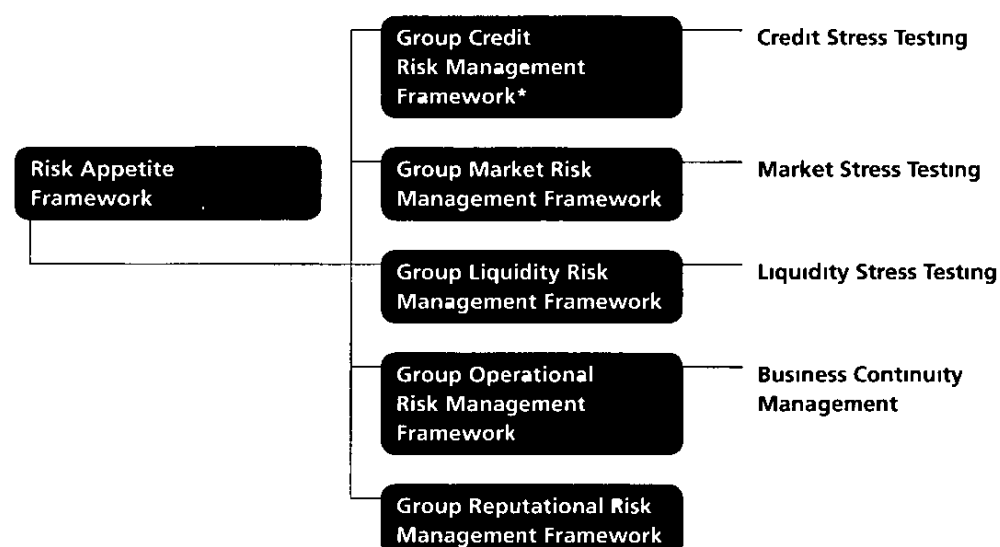 Group Credit
Risk Management
Framework*
Credit Stress Testing
Risk Appetite
Framework
Group Market Risk
Management Framework
Market Stress Testing
Group Liquidity Risk
Management Framework
Liquidity Stress Testing
Group Operational
Risk Management
Framework
Business Continuity
Management
Group Reputational Risk
Management Framework